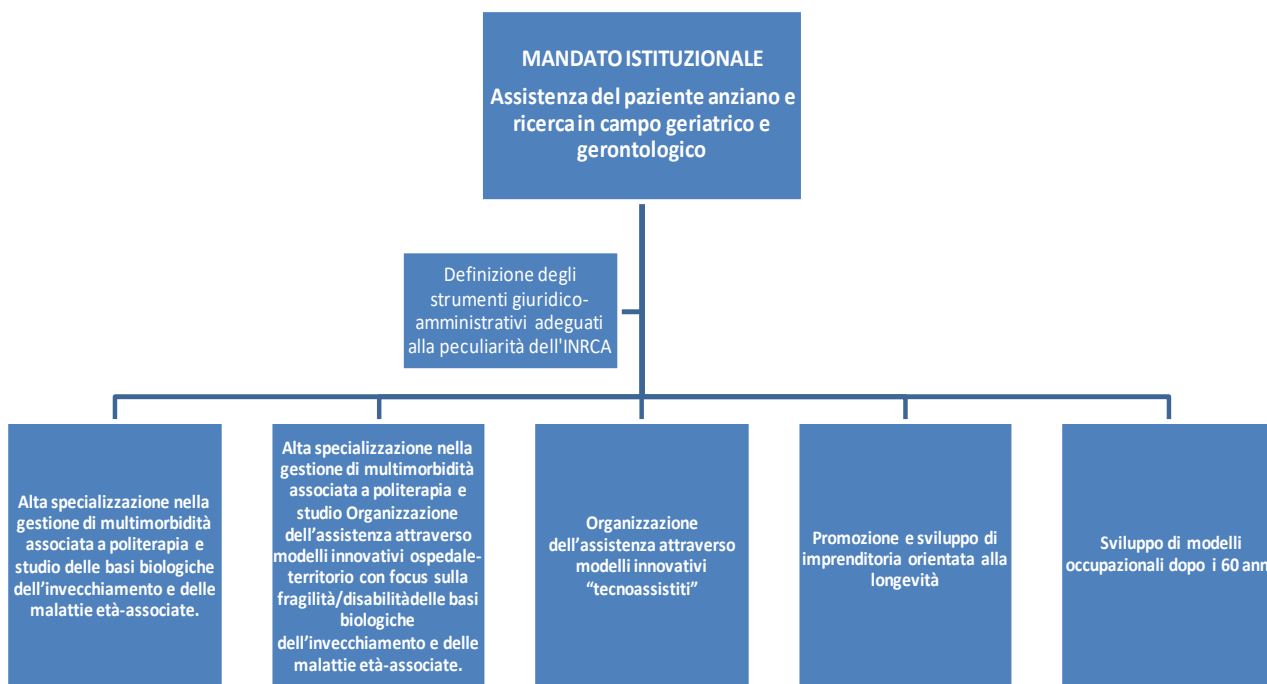 MANDATO ISTITUZIONALE
Assistenza del paziente anziano e
ricerca in campo geriatrico e
gerontologico
Definizione degli
strumenti giuridico-
amministrativi adeguati
alla peculiarità dell'INRCA
Alta specializzazione nella
gestione di multimorbidità
associata a politerapia e
studio delle basi biologiche
dell'invecchiamento e delle
malattie età-associate.
Alta specializzazione nella
gestione di multimorbidità
associata a politerapia e
studio Organizzazione
dell'assistenza attraverso
modelli innovativi ospedale-
territorio con focus sulla
fragilità/disabilitàdelle basi
biologiche
dell'invecchiamento e delle
malattie età-associate.
Organizzazione
dell'assistenza attraverso
modelli innovativi
"tecnoassistiti"
Promozione e sviluppo di
imprenditoria orientata alla
longevità
Sviluppo di modelli
occupazionali dopo i 60 ann